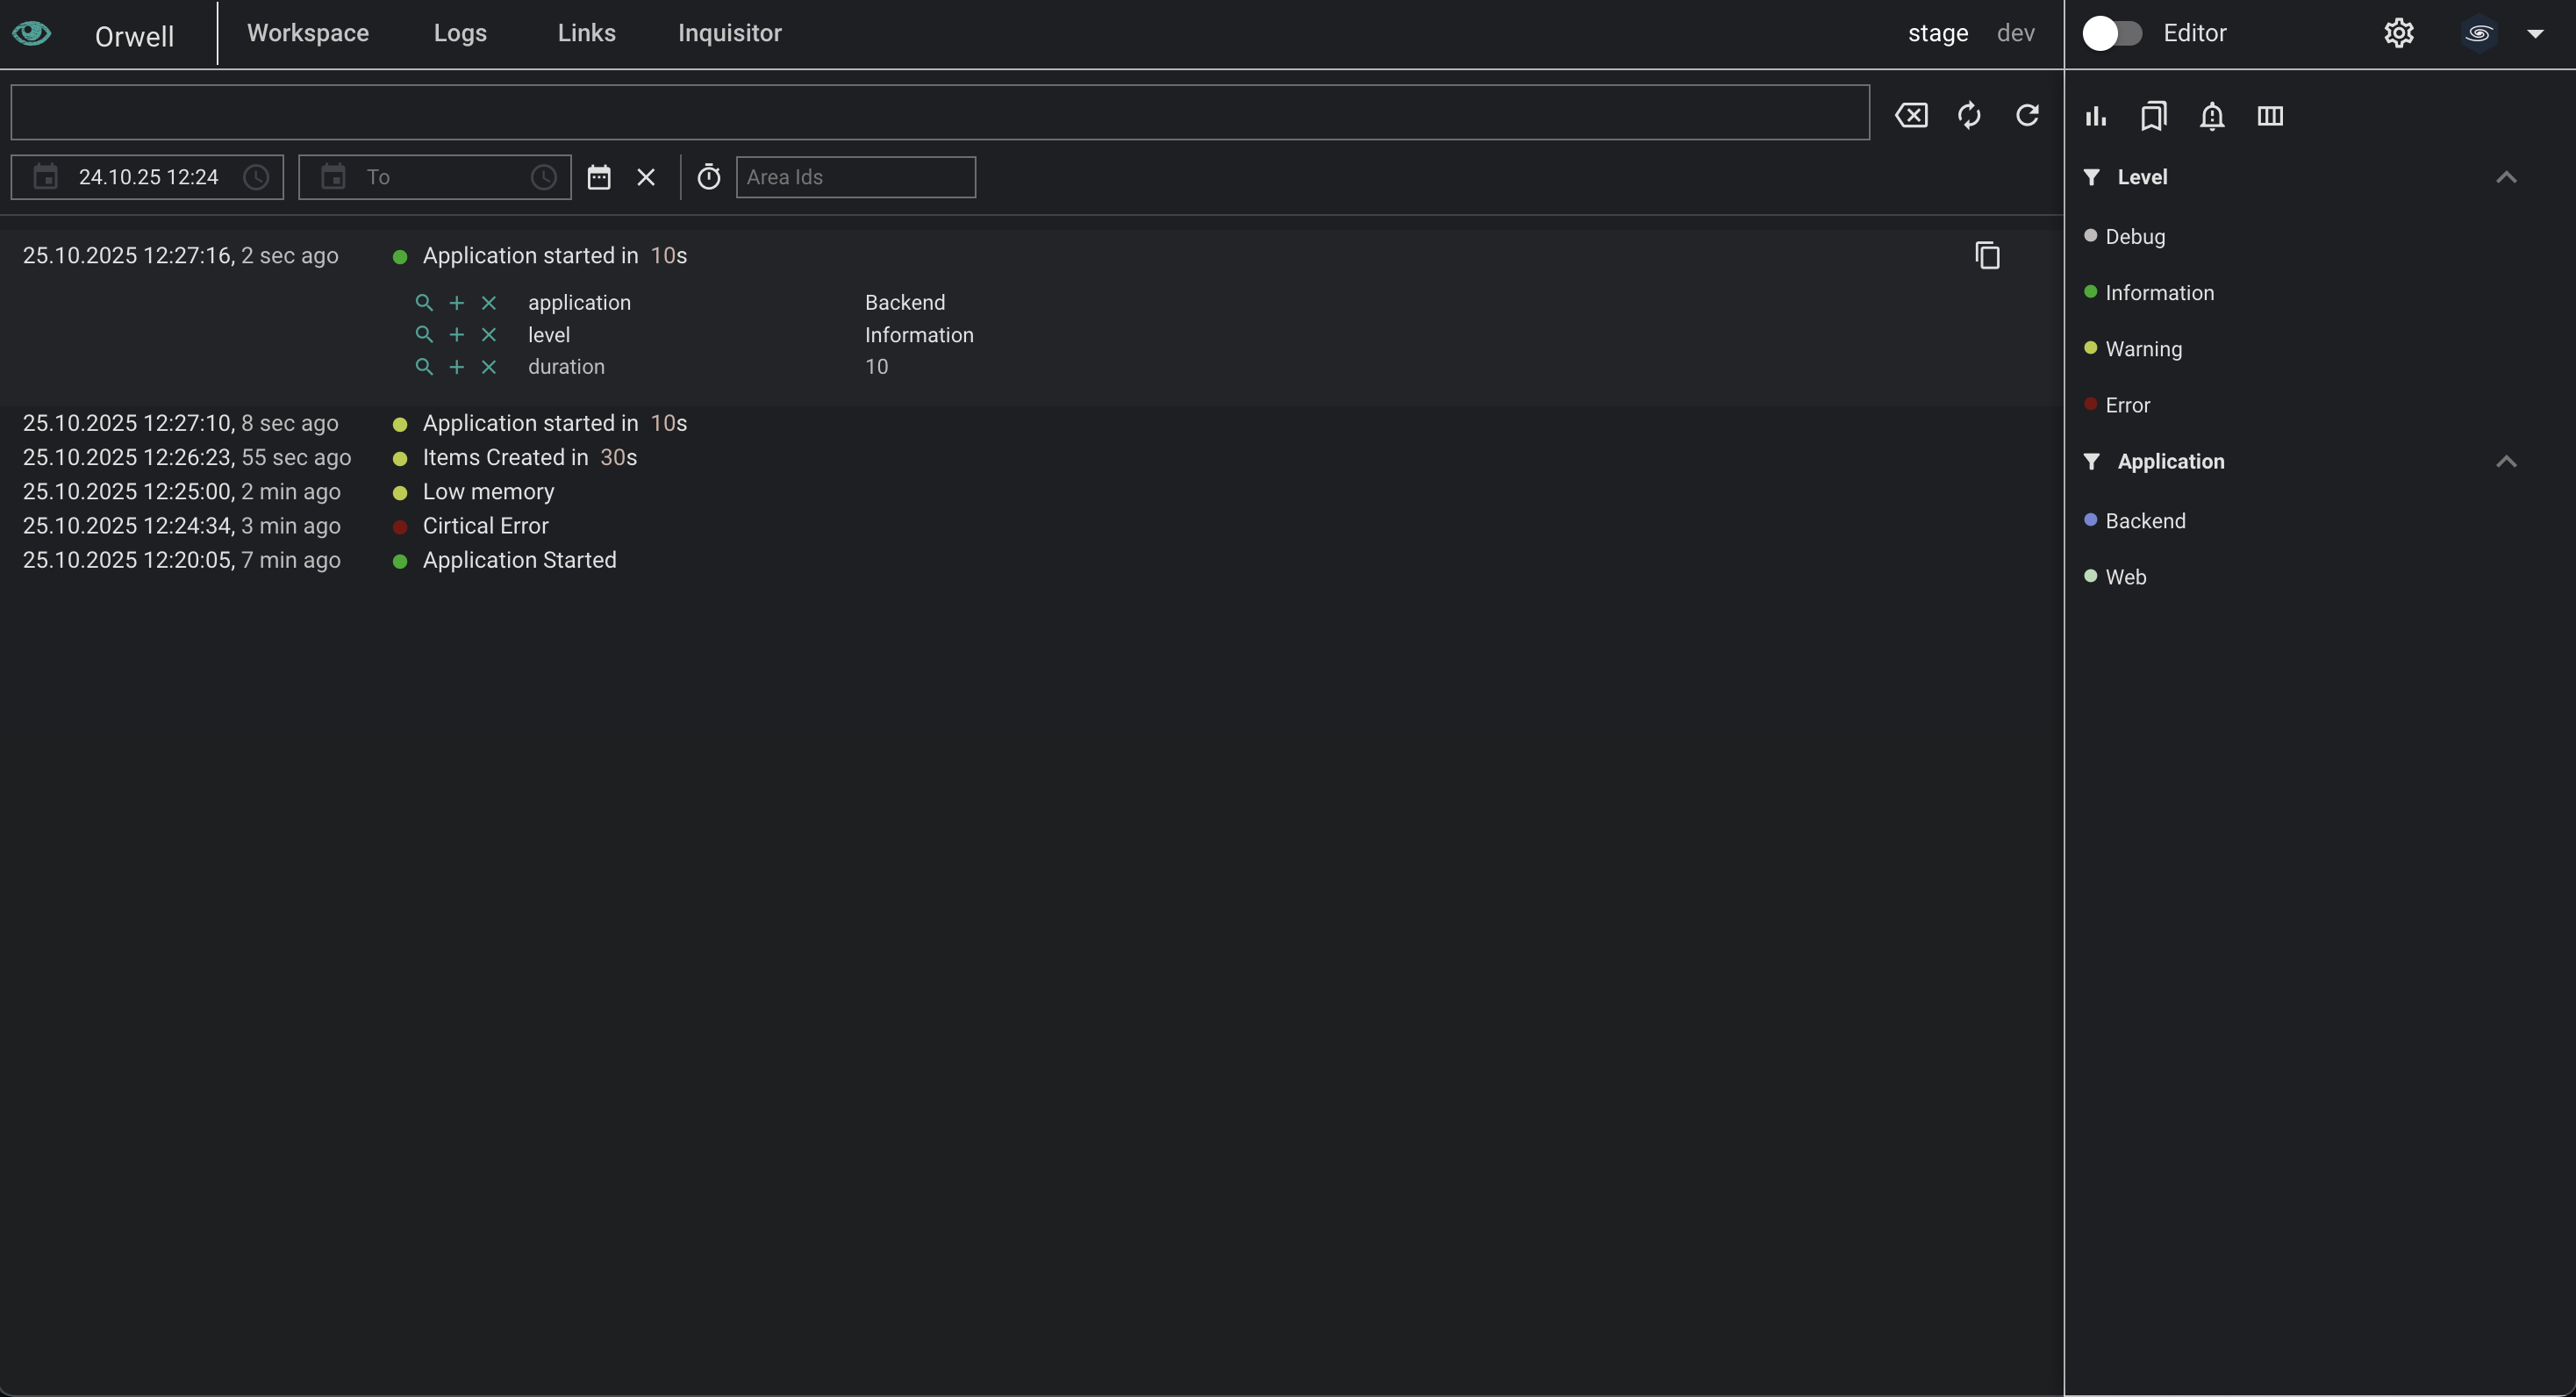 Orwell Workspace Logs Links Inquisitor stage dev Editor
24.10.25 12:24 To Area Ids
25.10.2025 12:27:16, 2 sec ago Application started in 10s
application Backend
level Information
duration 10
25.10.2025 12:27:10, 8 sec ago Application started in 10s
25.10.2025 12:26:23, 55 sec ago Items Created in 30s
25.10.2025 12:25:00, 2 min ago Low memory
25.10.2025 12:24:34, 3 min ago Cirtical Error
25.10.2025 12:20:05, 7 min ago Application Started
Level
Debug
Information
Warning
Error
Application
Backend
Web